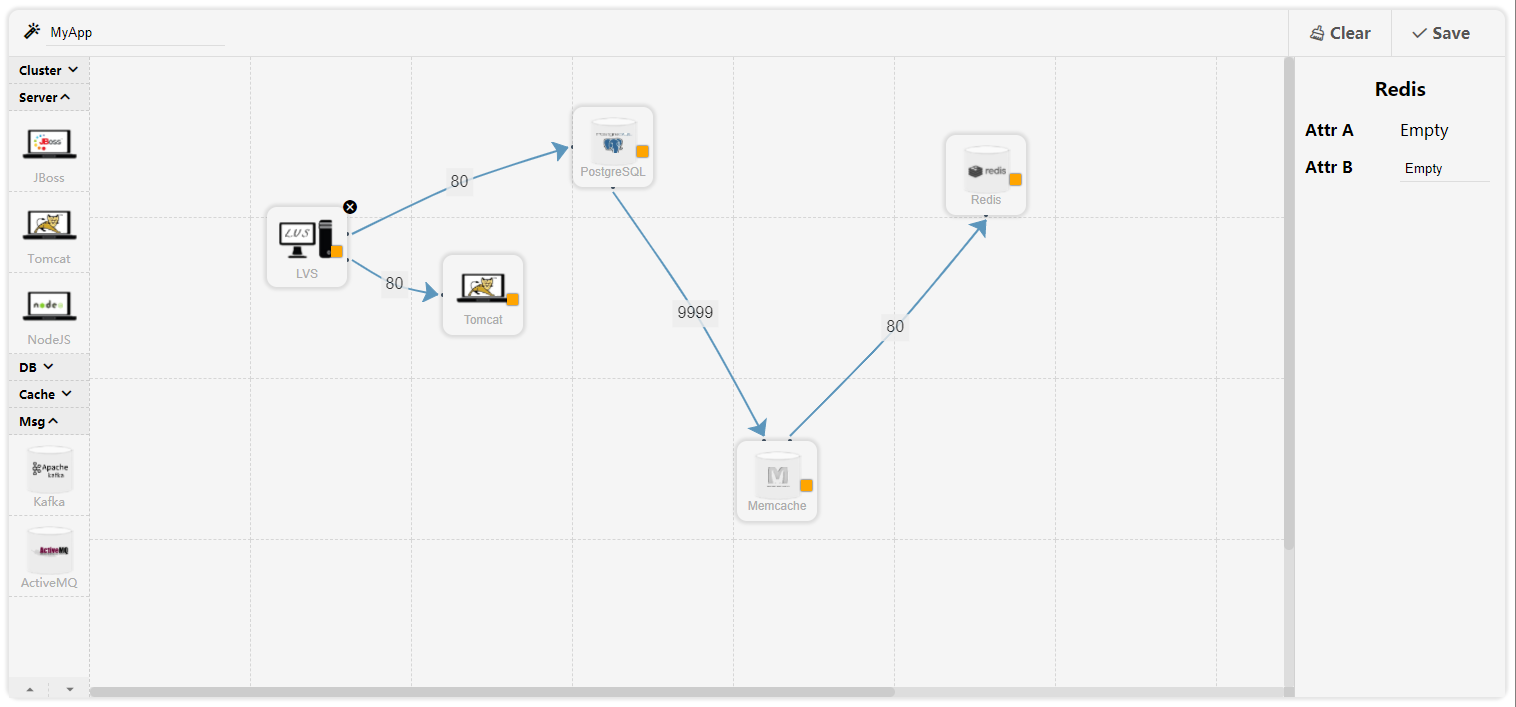 MyApp
Clear
Save
Cluster
Server
JBoss
JBoss
Tomcat
node
NodeJS
DB
Cache
Msg
Apache
kafka
Kafka
ActiveMQ
ActiveMQ
LVS
LVS
80
80
Tomcat
PostgreSQL
PostgreSQL
9999
M
Memcache
80
redis
Redis
Redis
Attr A Empty
Attr B Empty